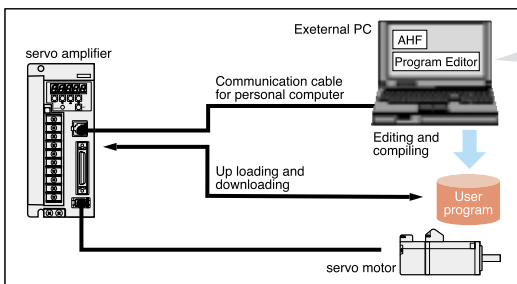 Exeternal PC
AHF
Program Editor
servo amplifier
Communication cable
for personal computer
Editing and
compiling
Up loading and
downloading
User
program
servo motor